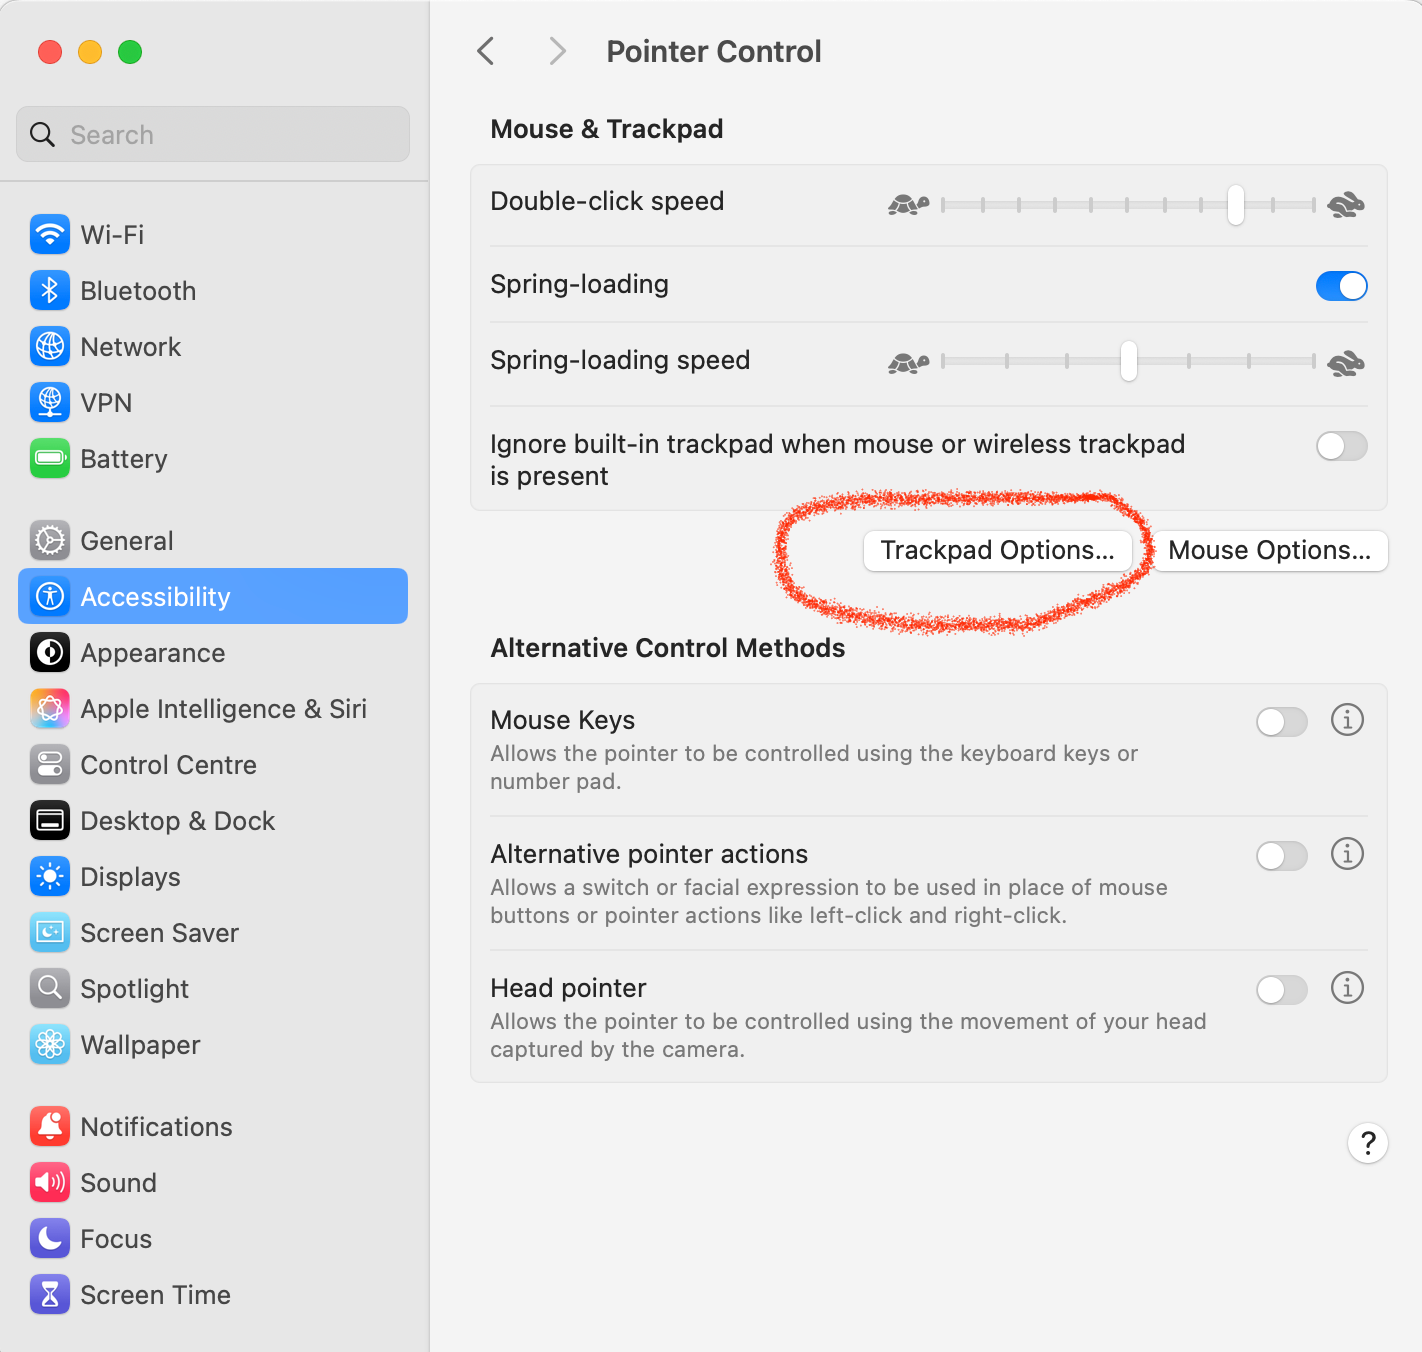 Search
Wi-Fi
Bluetooth
Network
VPN
Battery
General
Accessibility
Appearance
Apple Intelligence & Siri
Control Centre
Desktop & Dock
Displays
Screen Saver
Spotlight
Wallpaper
Notifications
Sound
Focus
Screen Time
Pointer Control
Mouse & Trackpad
Double-click speed
Spring-loading
Spring-loading speed
Ignore built-in trackpad when mouse or wireless trackpad
is present
Trackpad Options...
Mouse Options...
Alternative Control Methods
Mouse Keys
Allows the pointer to be controlled using the keyboard keys or
number pad.
Alternative pointer actions
Allows a switch or facial expression to be used in place of mouse
buttons or pointer actions like left-click and right-click.
Head pointer
Allows the pointer to be controlled using the movement of your head
captured by the camera.
?